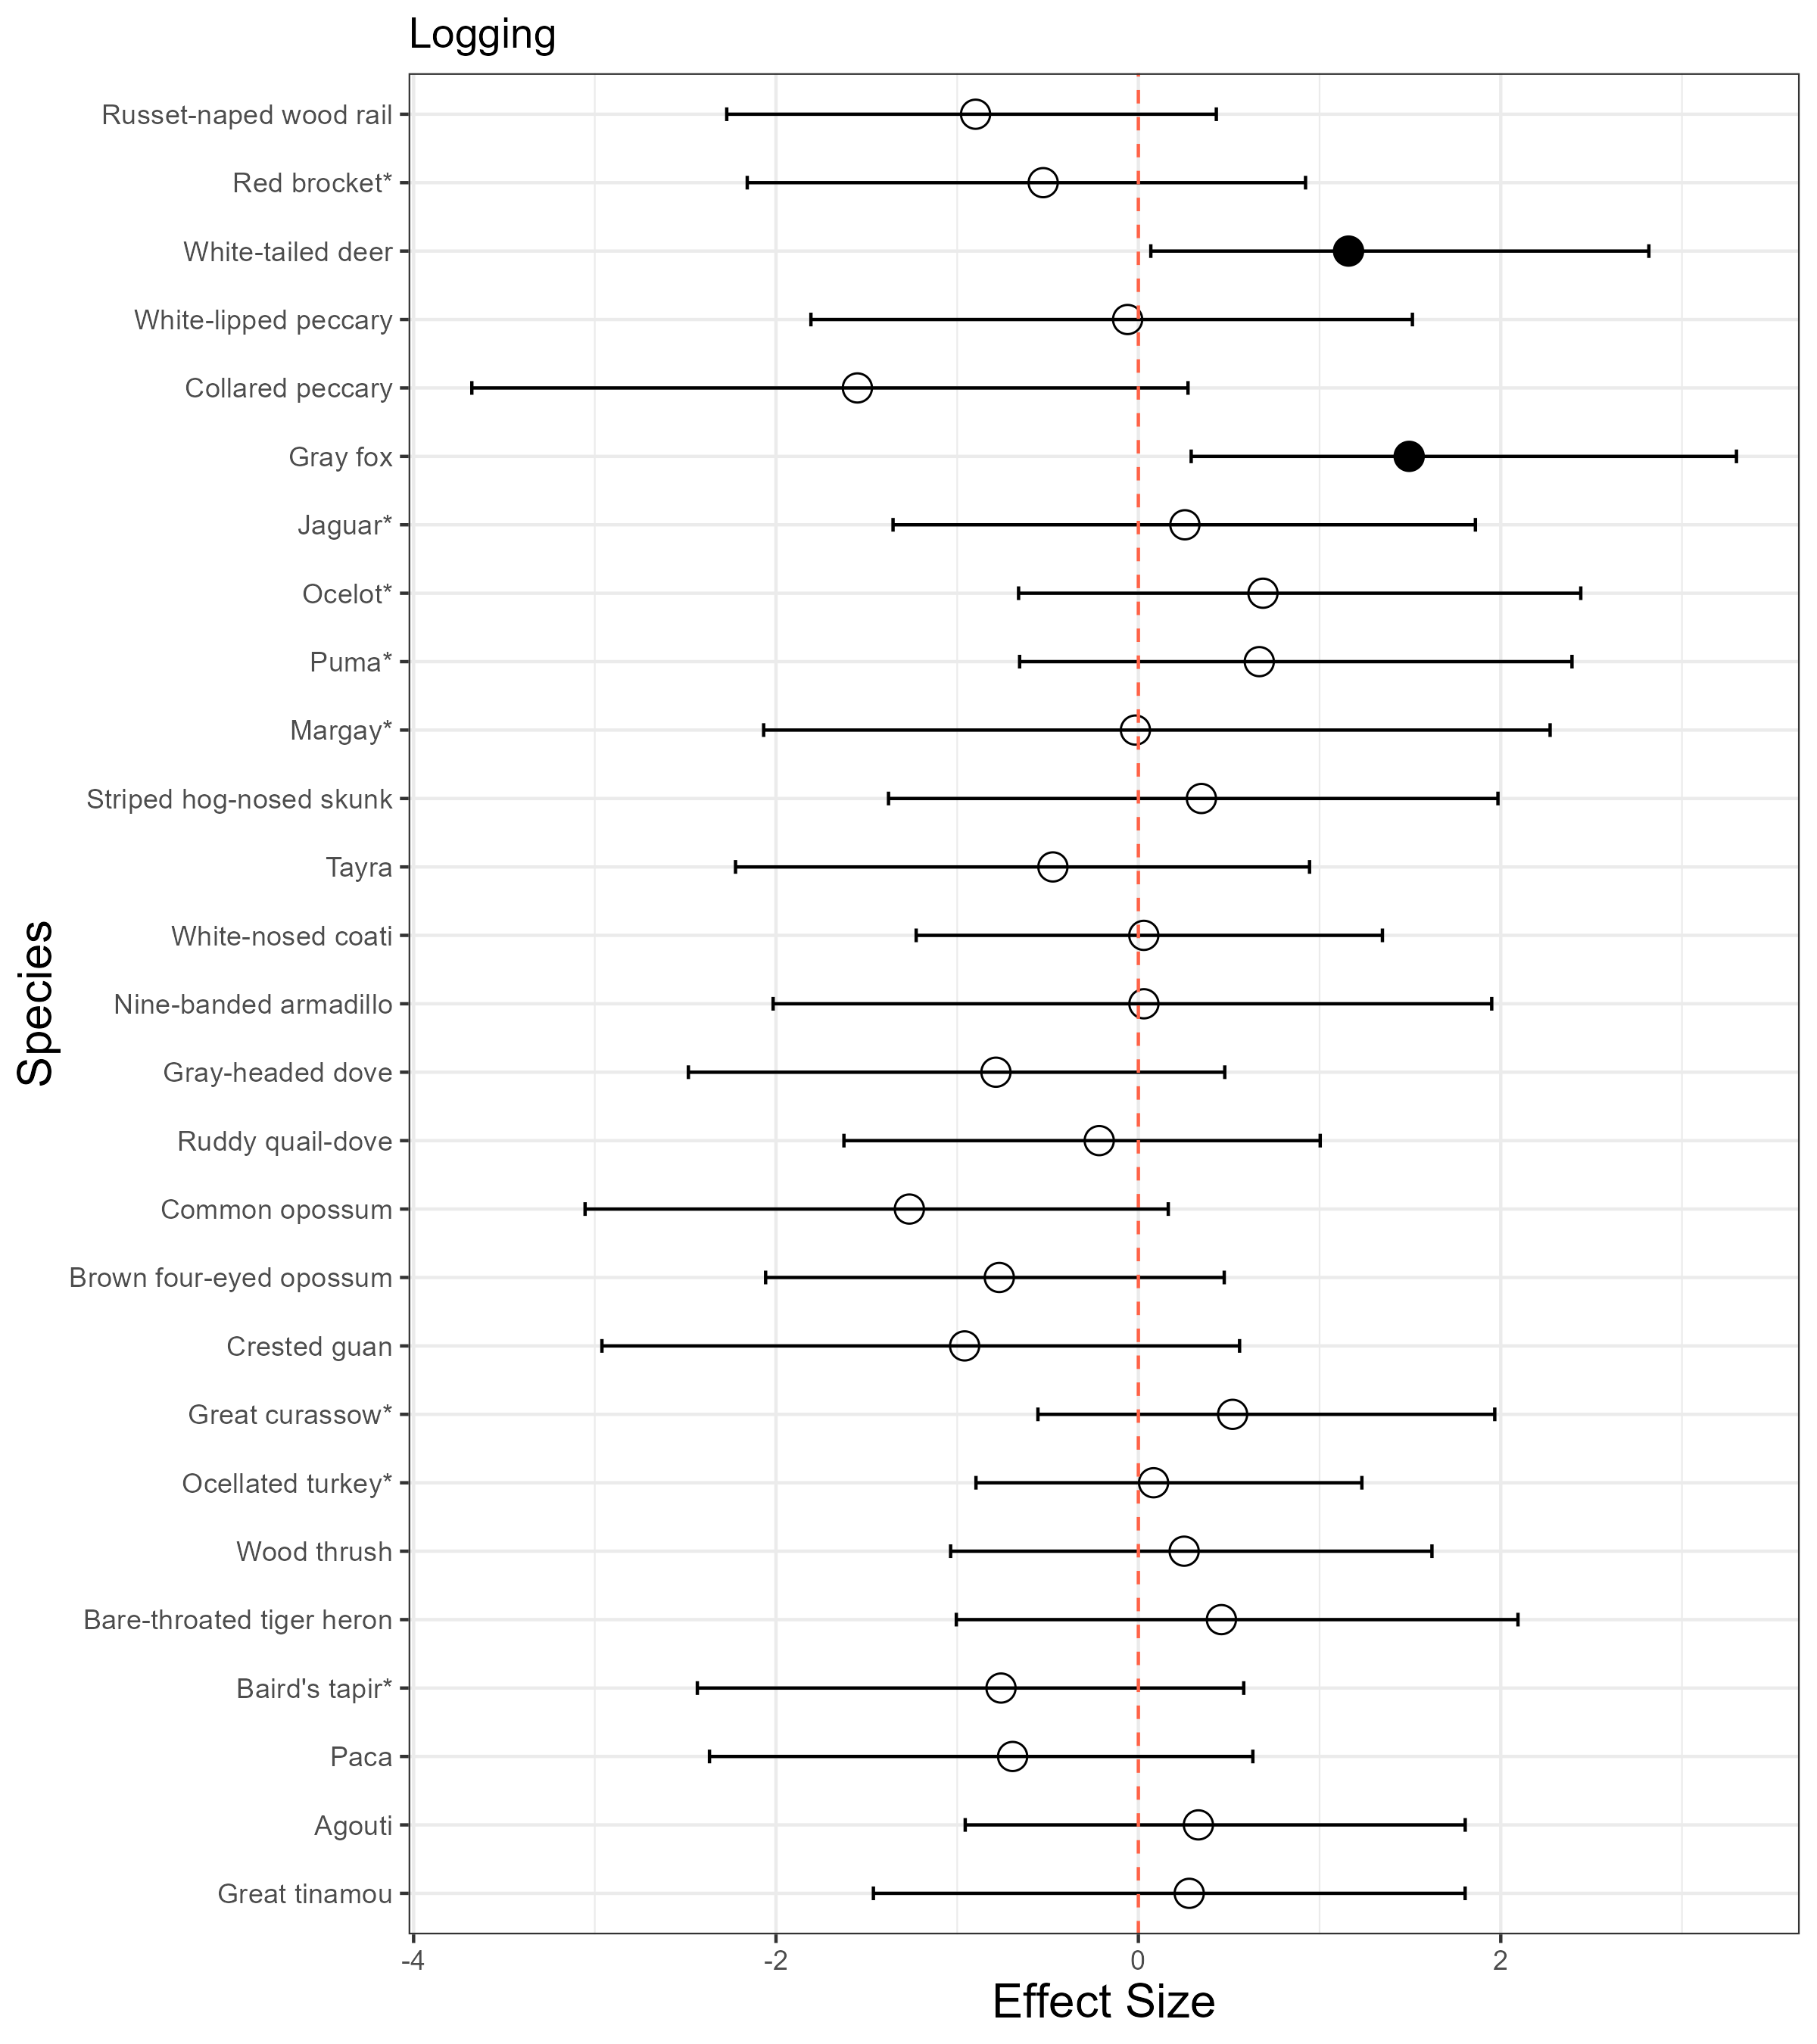 Logging
Russet-naped wood rail
Red brocket*
White-tailed deer
White-lipped peccary
Collared peccary
Gray fox
Jaguar*
Ocelot*
Puma*
Margay*
Striped hog-nosed skunk
Tayra
White-nosed coati
Nine-banded armadillo
Gray-headed dove
Ruddy quail-dove
Common opossum
Brown four-eyed opossum
Crested guan
Great curassow*
Ocellated turkey*
Wood thrush
Bare-throated tiger heron
Baird's tapir*
Paca
Agouti
Great tinamou
Species
-4 -2 0 2
Effect Size